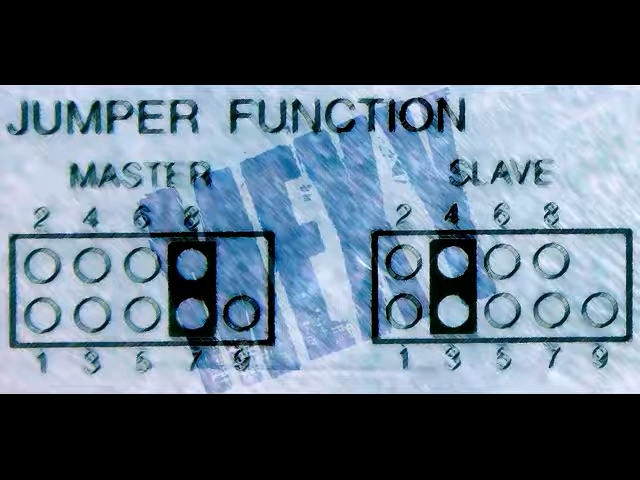 JUMPER FUNCTION
MASTER SLAVE
2 4 6 8 2 4 6 8
1 3 5 7 9 1 3 5 7 9